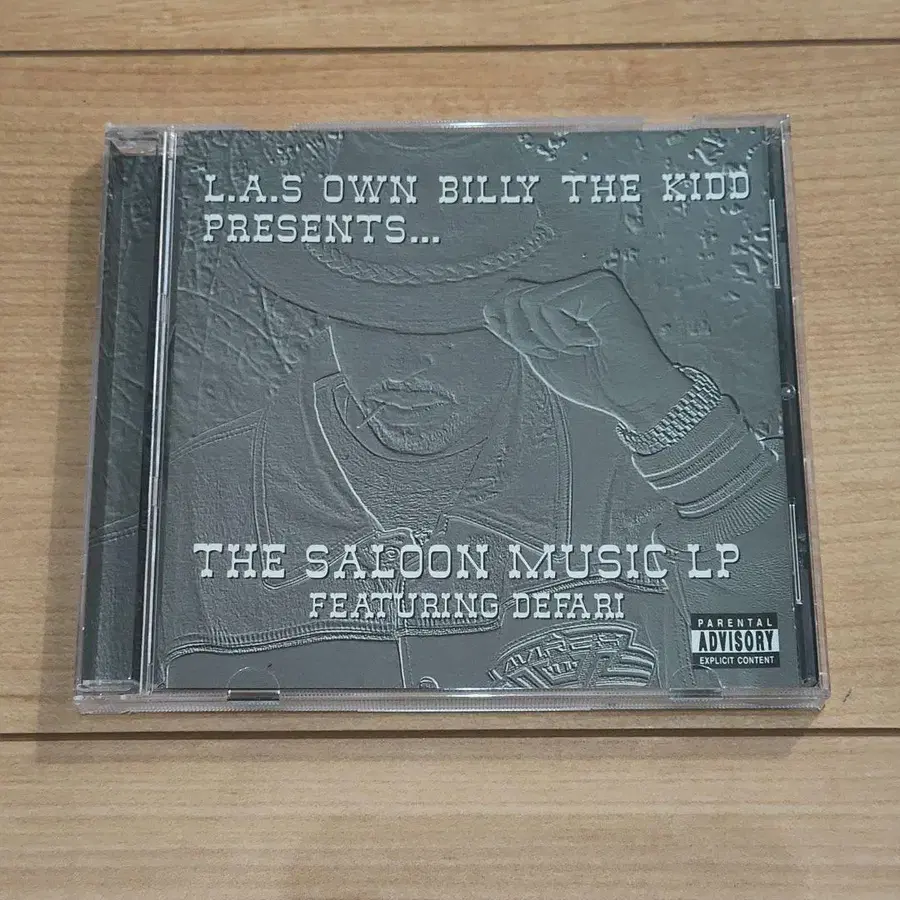 L.A.S OWN BILLY THE KIDD
PRESENTS...
THE SALOON MUSIC LP
FEATURING DEFARI
PARENTAL
ADVISORY
EXPLICIT CONTENT